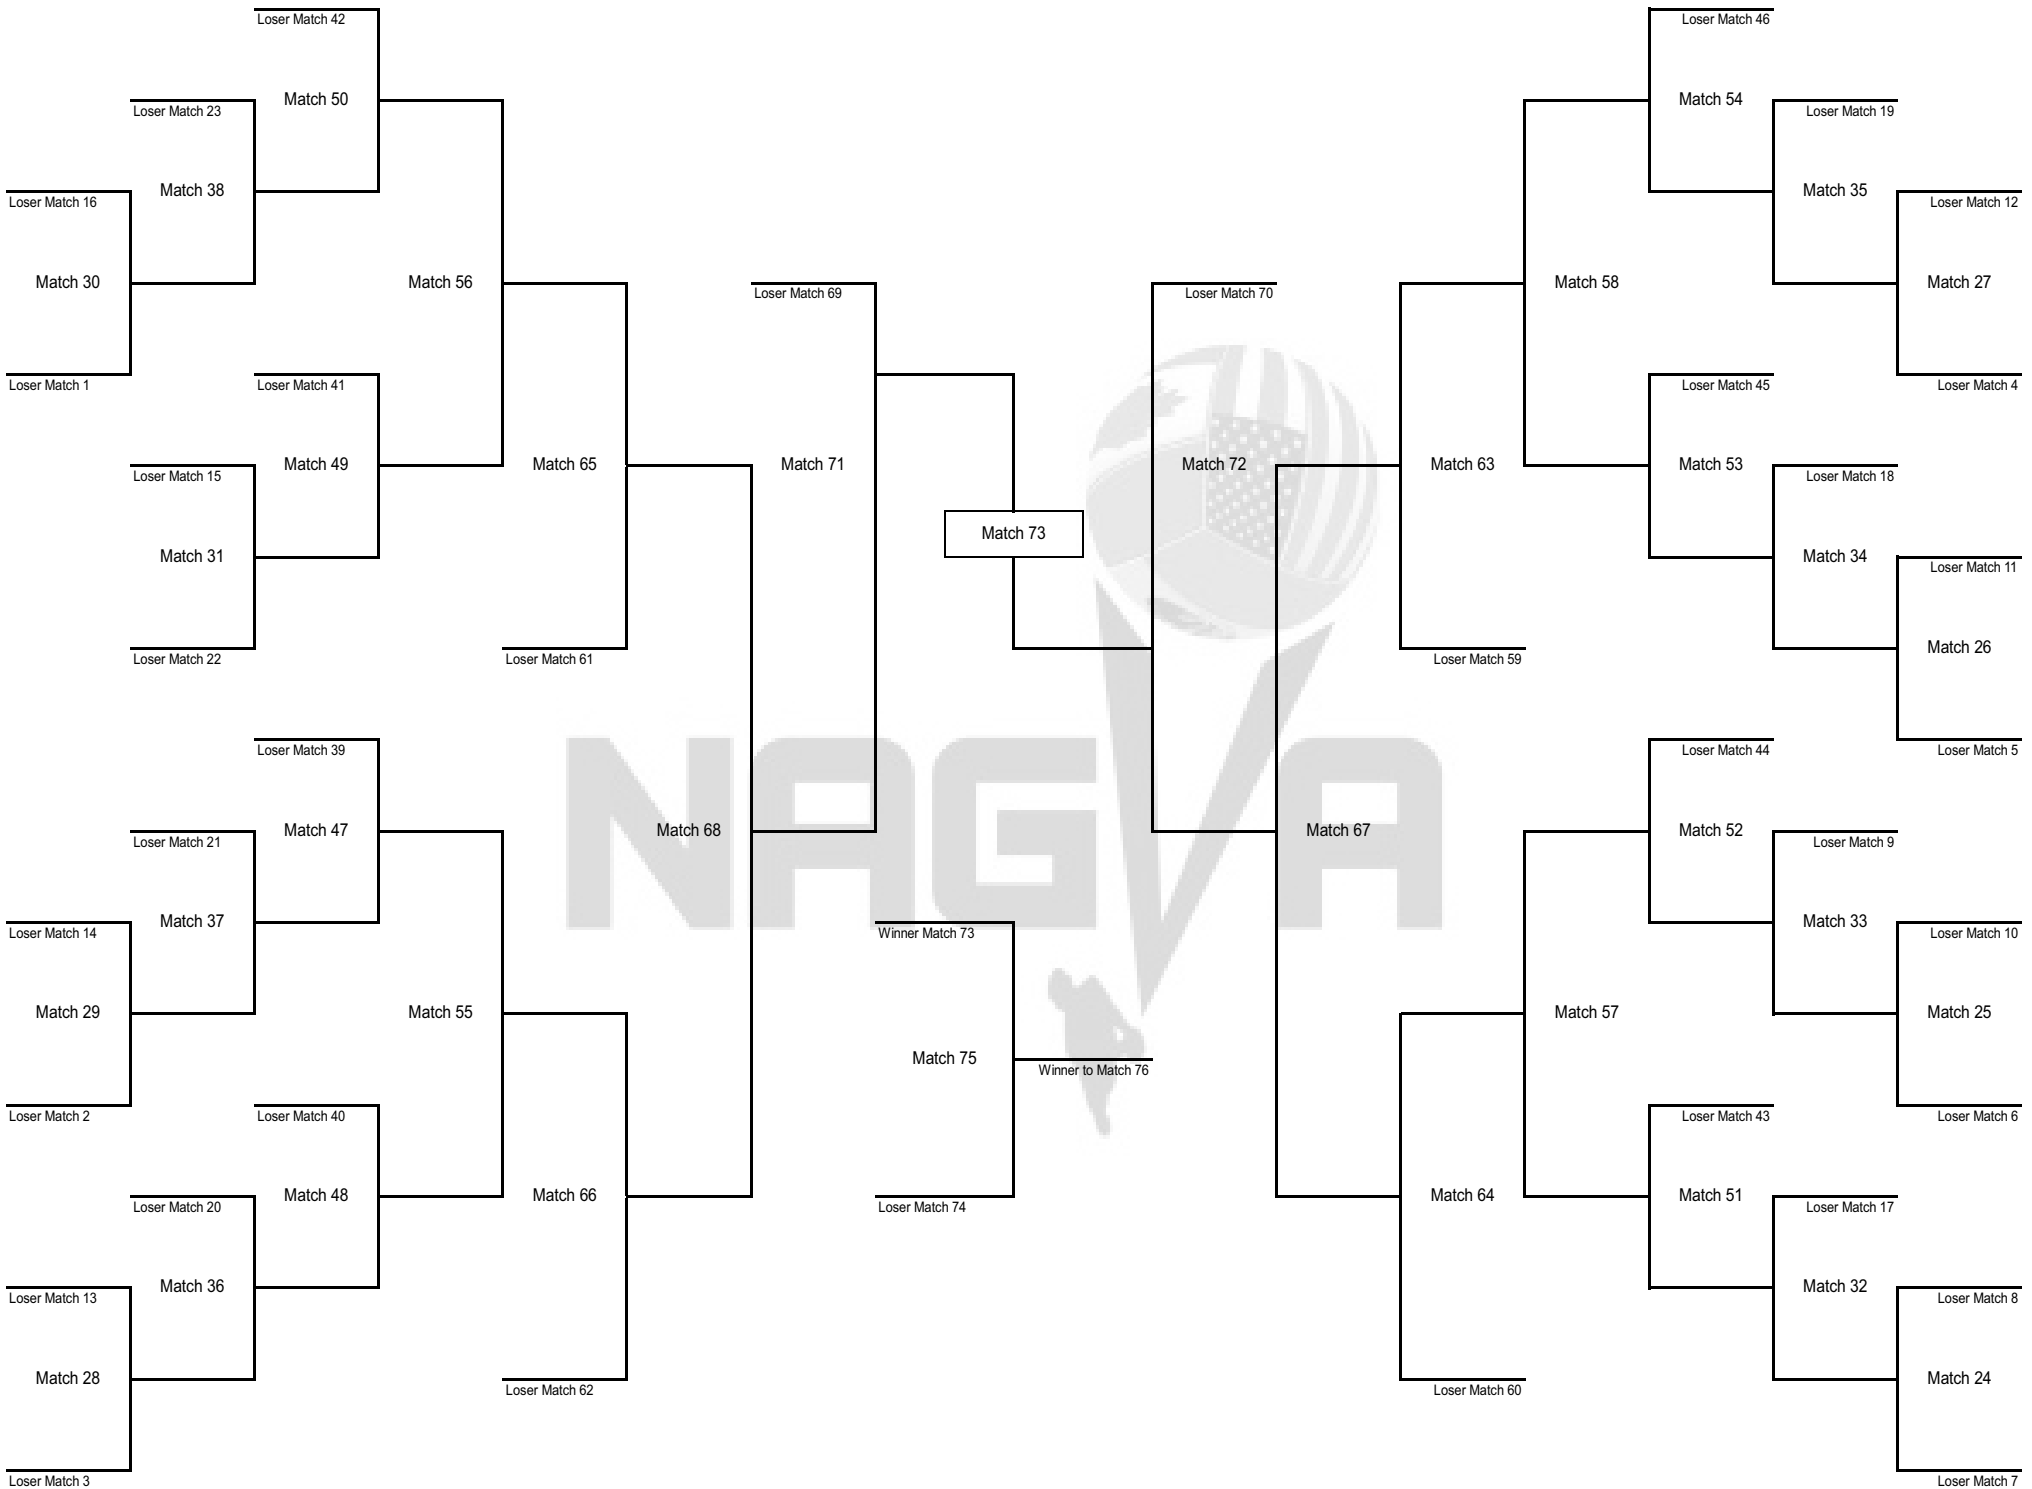 Loser Match 42
Loser Match 46
Match 50
Match 54
Loser Match 23
Loser Match 19
Match 38
Match 35
Loser Match 16
Loser Match 12
Match 30
Match 56
Loser Match 69
Loser Match 70
Match 58
Match 27
Loser Match 1
Loser Match 41
Loser Match 45
Loser Match 4
Loser Match 15
Match 49
Match 65
Match 71
Match 72
Match 63
Match 53
Loser Match 18
Match 73
Match 31
Match 34
Loser Match 11
Loser Match 22
Loser Match 61
Loser Match 59
Match 26
Loser Match 39
Loser Match 44
Loser Match 5
NAGVA
Loser Match 21
Match 47
Match 68
Match 67
Match 52
Loser Match 9
Loser Match 14
Match 37
Winner Match 73
Match 33
Loser Match 10
Match 29
Match 55
Match 57
Match 25
Match 75
Winner to Match 76
Loser Match 2
Loser Match 40
Loser Match 43
Loser Match 6
Loser Match 20
Match 48
Match 66
Loser Match 74
Match 64
Match 51
Loser Match 17
Loser Match 13
Match 36
Match 32
Loser Match 8
Match 28
Loser Match 62
Loser Match 60
Match 24
Loser Match 3
Loser Match 7